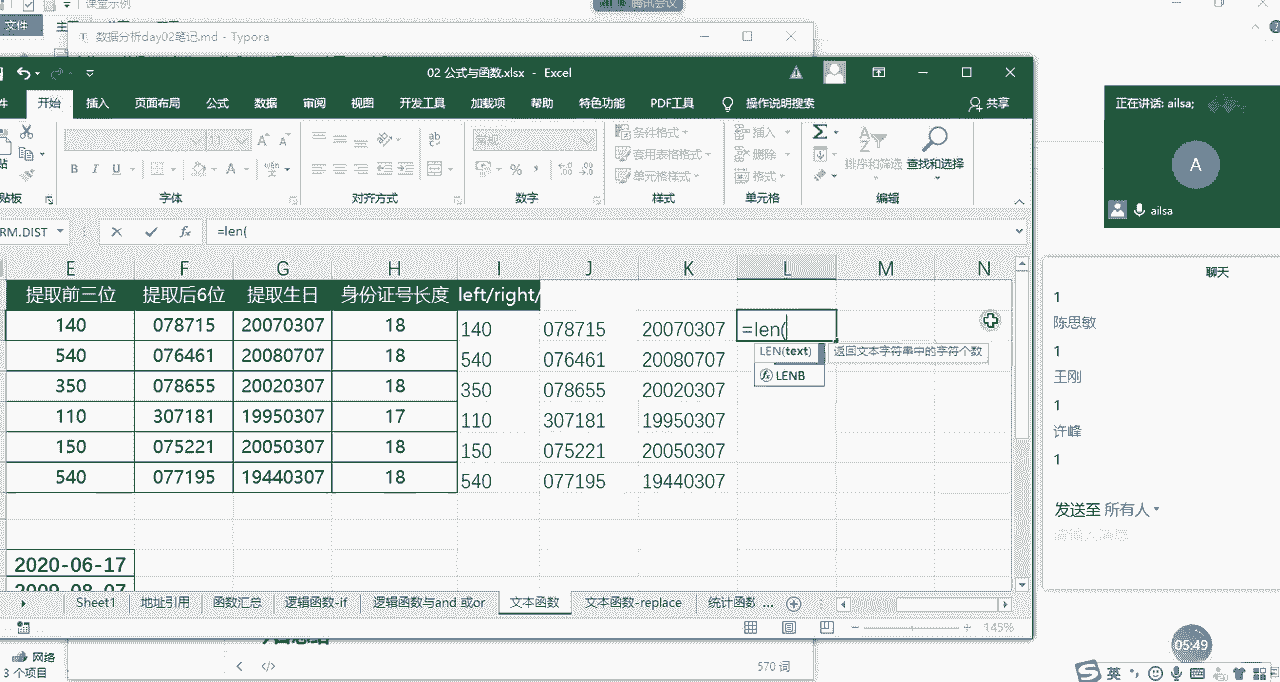 课堂示例
腾讯会议
文件
数据分析day02笔记.md - Typora
02 公式与函数.xlsx - Excel
件 开始 插入 页面布局 公式 数据 审阅 视图 开发工具 加载项 帮助 特色功能 PDF工具 操作说明搜索 共享
正在讲话: ailsa;
A
ailsa
条件格式
套用表格格式
单元格样式
插入
删除
格式
排序和筛选 查找和选择
贴板 字体 对齐方式 数字 样式 单元格 编辑
RM.DIST =len(
E F G H I J K L M N
提取前三位 提取后6位 提取生日 身份证号长度 left/right/
140 078715 20070307 18 140 078715 20070307 =len(
LEN(text) 返回文本字符串中的字符个数
LENB
540 076461 20080707 18 540 076461 20080707
350 078655 20020307 18 350 078655 20020307
110 307181 19950307 17 110 307181 19950307
150 075221 20050307 18 150 075221 20050307
540 077195 19440307 18 540 077195 19440307
2020-06-17
2009-08-07
Sheet1 地址引用 函数汇总 逻辑函数-if 逻辑函数与and 或or 文本函数 文本函数-replace 统计函数 ...
145%
聊天
1
陈思敏
1
王刚
1
许峰
1
发送至 所有人
05:49
网络
3 个项目
570 词
英